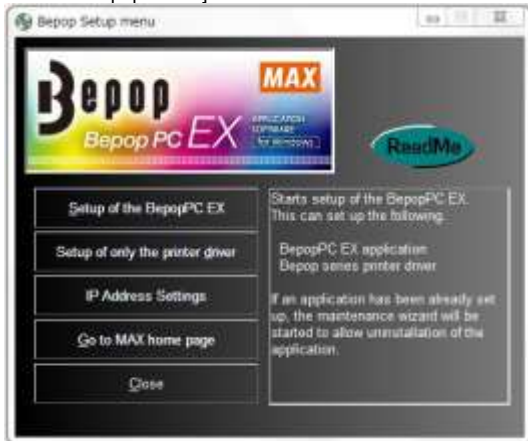 Bepop Setup menu
Bepop
MAX
Bepop PC EX
APPLICATION
SOFTWARE
for Windows
ReadMe
Setup of the BepopPC EX
Setup of only the printer driver
IP Address Settings
Go to MAX home page
Close
Starts setup of the BepopPC EX.
This can set up the following.
BepopPC EX application
Bepop series printer driver
If an application has been already set
up, the maintenance wizard will be
started to allow uninstallation of the
application.